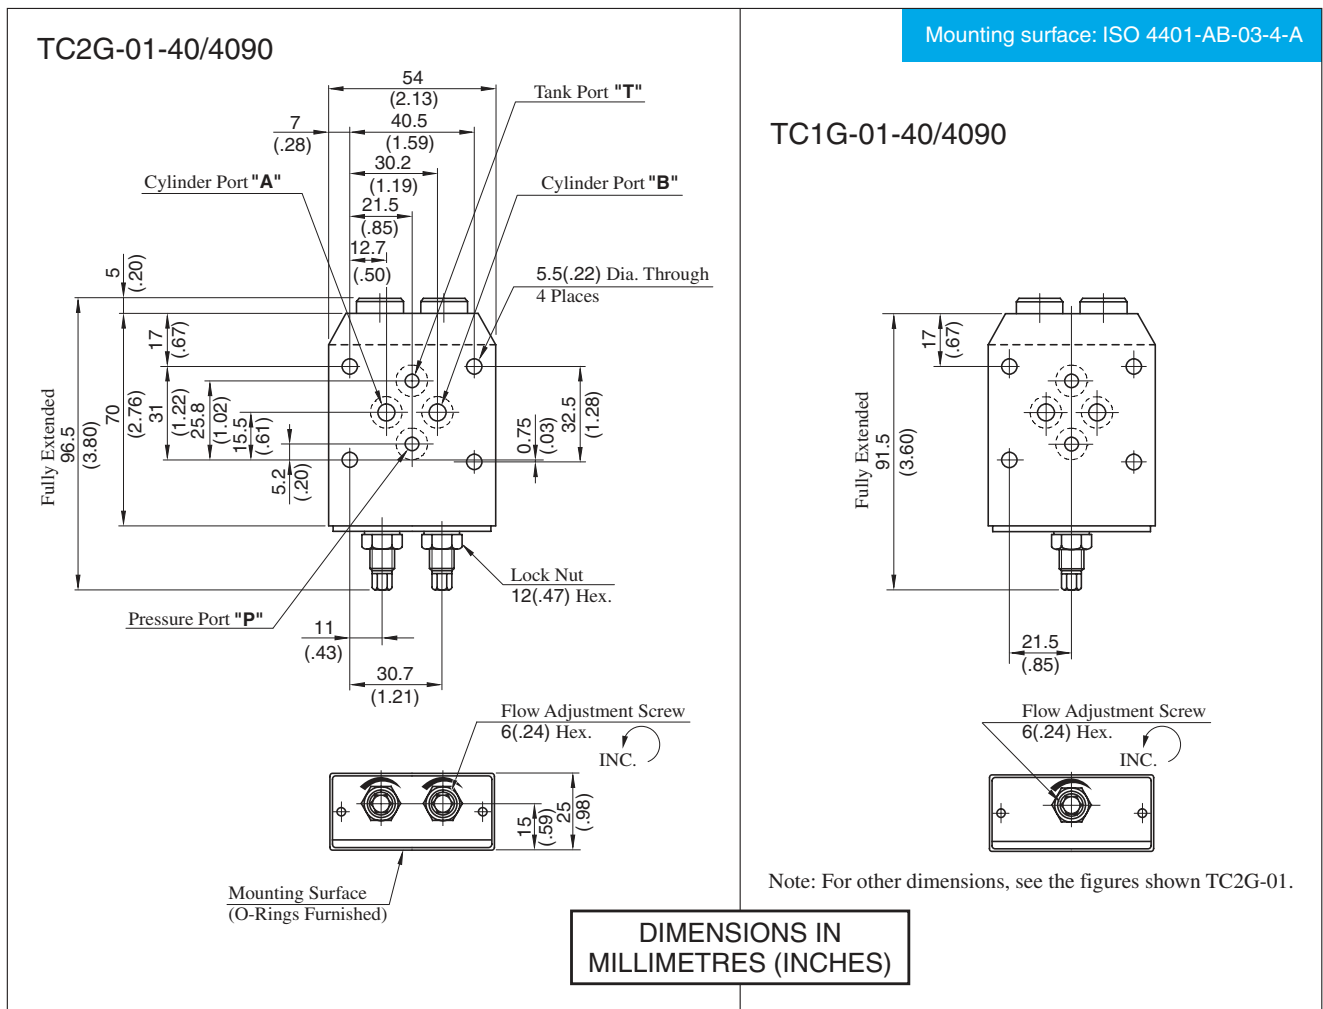 Mounting surface: ISO 4401-AB-03-4-A
TC2G-01-40/4090
54
(2.13)
Tank Port "T"
7
(.28)
40.5
(1.59)
30.2
(1.19)
Cylinder Port "A"
Cylinder Port "B"
21.5
(.85)
12.7
(.50)
5
(.20)
5.5(.22) Dia. Through
4 Places
17
(.67)
Fully Extended
96.5
(3.80)
70
(2.76)
31
(1.22)
25.8
(1.02)
15.5
(.61)
5.2
(.20)
0.75
(.03)
32.5
(1.28)
Lock Nut
12(.47) Hex.
Pressure Port "P"
11
(.43)
30.7
(1.21)
Flow Adjustment Screw
6(.24) Hex.
INC.
15
(.59)
25
(.98)
Mounting Surface
(O-Rings Furnished)
TC1G-01-40/4090
17
(.67)
Fully Extended
91.5
(3.60)
21.5
(.85)
Flow Adjustment Screw
6(.24) Hex.
INC.
Note: For other dimensions, see the figures shown TC2G-01.
DIMENSIONS IN
MILLIMETRES (INCHES)